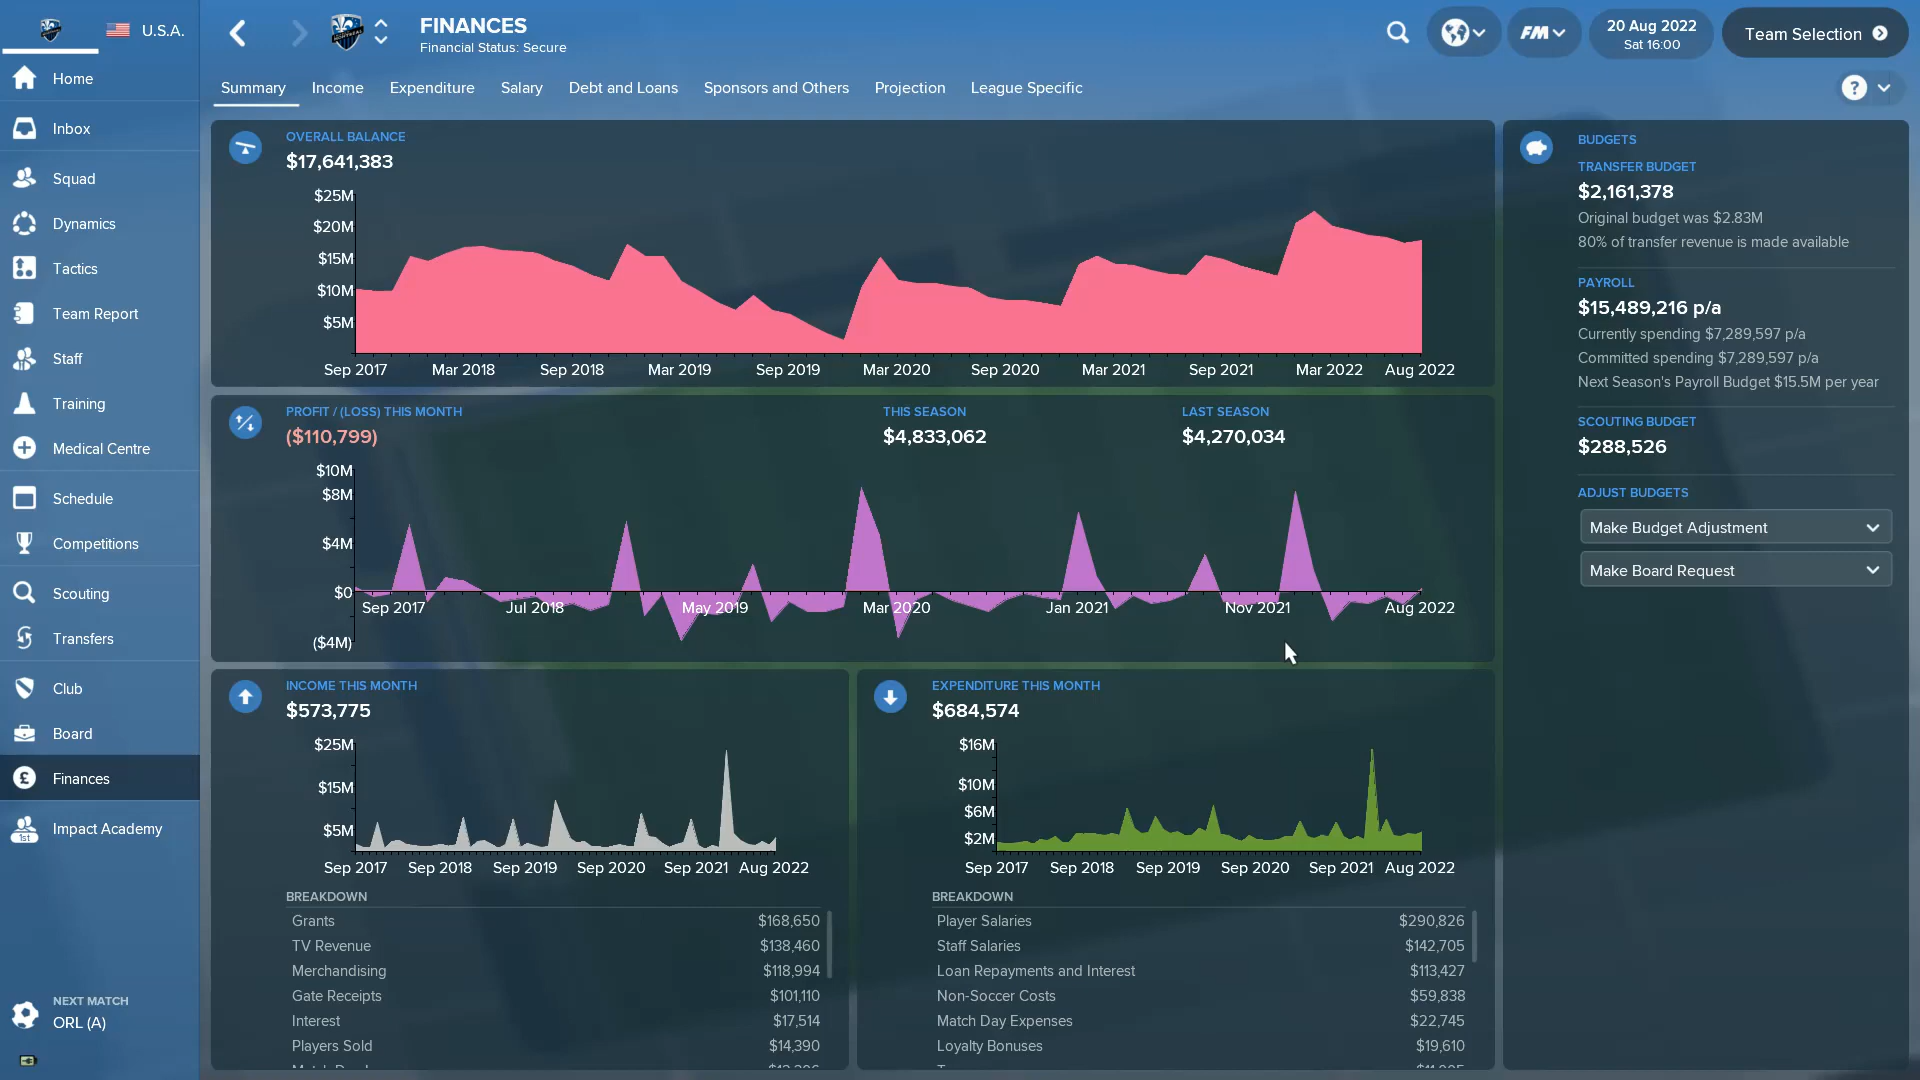 U.S.A.
Home
Inbox
Squad
Dynamics
Tactics
Team Report
Staff
Training
Medical Centre
Schedule
Competitions
Scouting
Transfers
Club
Board
Finances
1st
Impact Academy
NEXT MATCH
ORL (A)
FINANCES
Financial Status: Secure
FM
20 Aug 2022
Sat 16:00
Team Selection
Summary Income Expenditure Salary Debt and Loans Sponsors and Others Projection League Specific
?
OVERALL BALANCE
$17,641,383
$25M
$20M
$15M
$10M
$5M
Sep 2017 Mar 2018 Sep 2018 Mar 2019 Sep 2019 Mar 2020 Sep 2020 Mar 2021 Sep 2021 Mar 2022 Aug 2022
PROFIT / (LOSS) THIS MONTH
($110,799)
THIS SEASON
$4,833,062
LAST SEASON
$4,270,034
$10M
$8M
$4M
$0
($4M)
Sep 2017 Jul 2018 May 2019 Mar 2020 Jan 2021 Nov 2021 Aug 2022
INCOME THIS MONTH
$573,775
$25M
$15M
$5M
Sep 2017 Sep 2018 Sep 2019 Sep 2020 Sep 2021 Aug 2022
BREAKDOWN
Grants $168,650
TV Revenue $138,460
Merchandising $118,994
Gate Receipts $101,110
Interest $17,514
Players Sold $14,390
EXPENDITURE THIS MONTH
$684,574
$16M
$10M
$6M
$2M
Sep 2017 Sep 2018 Sep 2019 Sep 2020 Sep 2021 Aug 2022
BREAKDOWN
Player Salaries $290,826
Staff Salaries $142,705
Loan Repayments and Interest $113,427
Non-Soccer Costs $59,838
Match Day Expenses $22,745
Loyalty Bonuses $19,610
BUDGETS
TRANSFER BUDGET
$2,161,378
Original budget was $2.83M
80% of transfer revenue is made available
PAYROLL
$15,489,216 p/a
Currently spending $7,289,597 p/a
Committed spending $7,289,597 p/a
Next Season's Payroll Budget $15.5M per year
SCOUTING BUDGET
$288,526
ADJUST BUDGETS
Make Budget Adjustment
Make Board Request